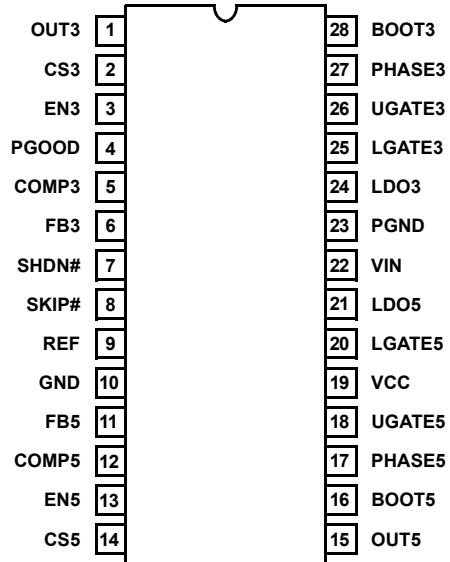 OUT3 1 28 BOOT3
CS3 2 27 PHASE3
EN3 3 26 UGATE3
PGOOD 4 25 LGATE3
COMP3 5 24 LDO3
FB3 6 23 PGND
SHDN# 7 22 VIN
SKIP# 8 21 LDO5
REF 9 20 LGATE5
GND 10 19 VCC
FB5 11 18 UGATE5
COMP5 12 17 PHASE5
EN5 13 16 BOOT5
CS5 14 15 OUT5